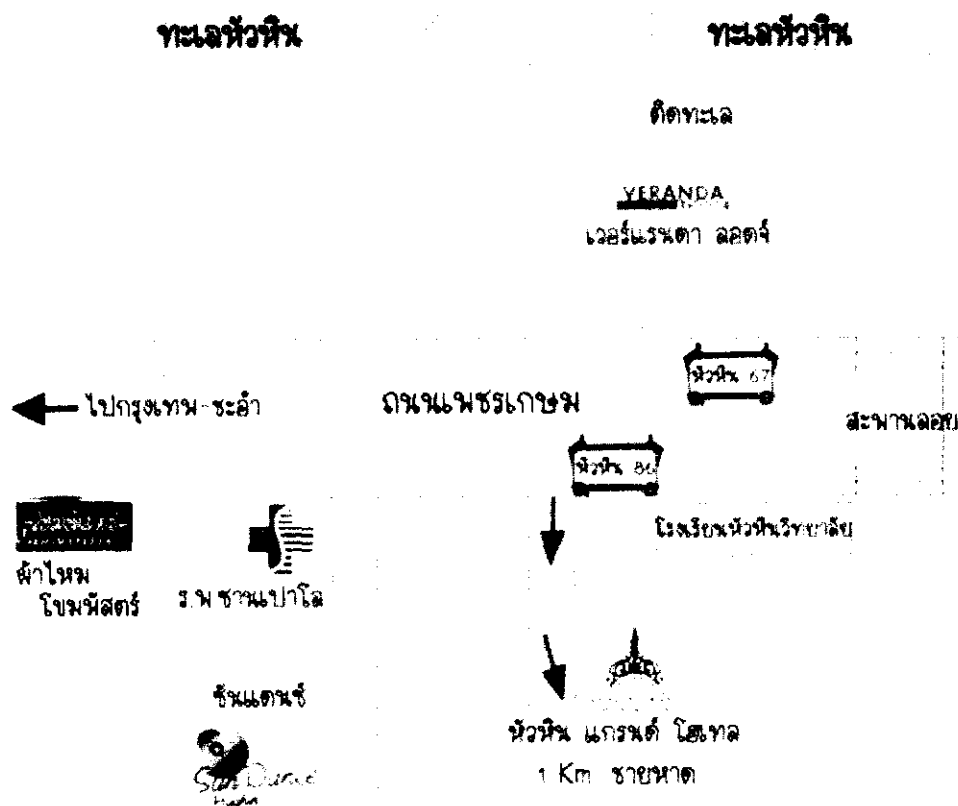 ทะเลหัวหิน
ทะเลหัวหิน
ติดทะเล
VERANDA
เวอร์แรนดา ลอดจ์
หัวหิน 67
ไปกรุงเทพ-ชะอำ
ถนนเพชรเกษม
สะพานลอย
หัวหิน 86
โรงเรียนหัวหินวิทยาลัย
ผ้าไหม
โขมพัสตร์
ร.พ ซานเปาโล
ซันแดนซ์
Sun Dance
หัวหิน แกรนด์ โฮเทล
1 Km ชายหาด